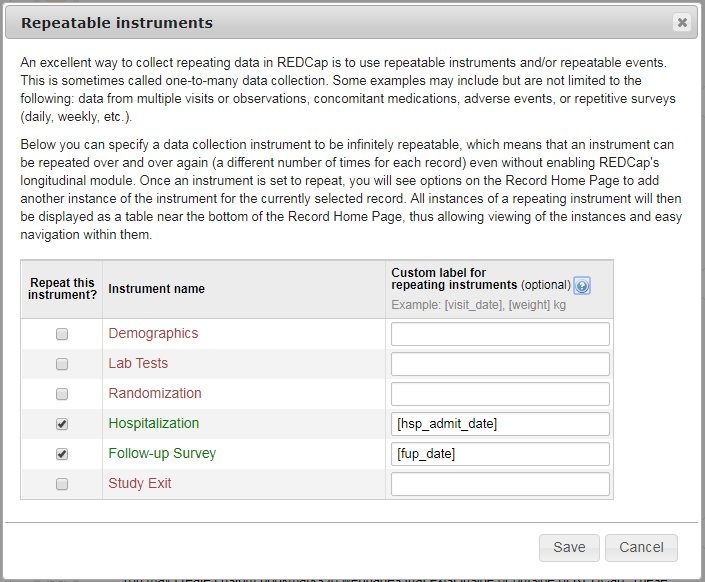 Repeatable instruments
An excellent way to collect repeating data in REDCap is to use repeatable instruments and/or repeatable events.
This is sometimes called one-to-many data collection. Some examples may include but are not limited to the
following: data from multiple visits or observations, concomitant medications, adverse events, or repetitive surveys
(daily, weekly, etc.).
Below you can specify a data collection instrument to be infinitely repeatable, which means that an instrument can
be repeated over and over again (a different number of times for each record) even without enabling REDCap's
longitudinal module. Once an instrument is set to repeat, you will see options on the Record Home Page to add
another instance of the instrument for the currently selected record. All instances of a repeating instrument will then
be displayed as a table near the bottom of the Record Home Page, thus allowing viewing of the instances and easy
navigation within them.
Repeat this
instrument?
Instrument name
Custom label for
repeating instruments (optional) ?
Example: [visit_date], [weight] kg
Demographics
Lab Tests
Randomization
Hospitalization [hsp_admit_date]
Follow-up Survey [fup_date]
Study Exit
Save Cancel